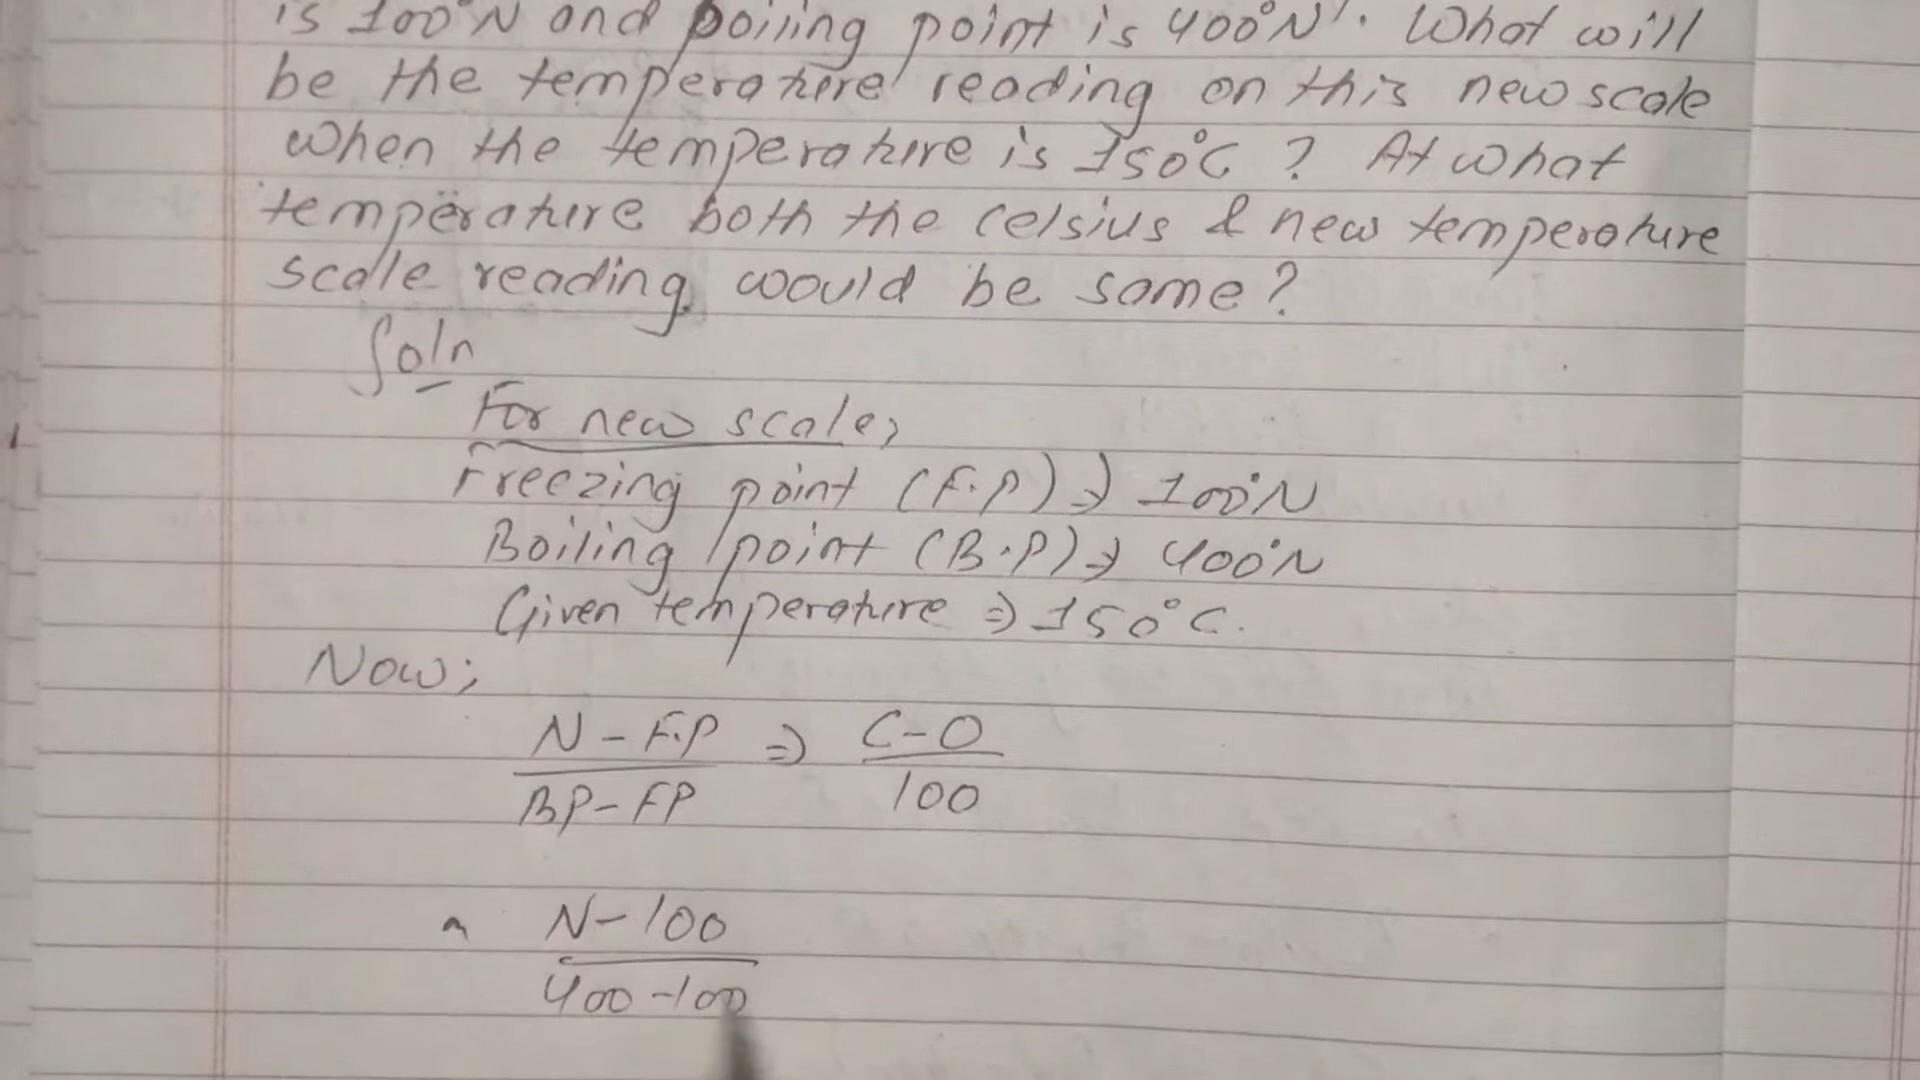 is 100°N and boiling point is 400°N'. What will
be the temperature reading on this new scale
when the temperature is 150°C ? At what
temperature both the celsius & new temperature
scale reading would be same?
Soln
For new scale,
Freezing point (F.P) ⇒ 100°N
Boiling point (B.P) ⇒ 400°N
Given temperature ⇒ 150°C.
Now;
N-F.P ⇒ C-0
BP-FP 100
N-100
400-100